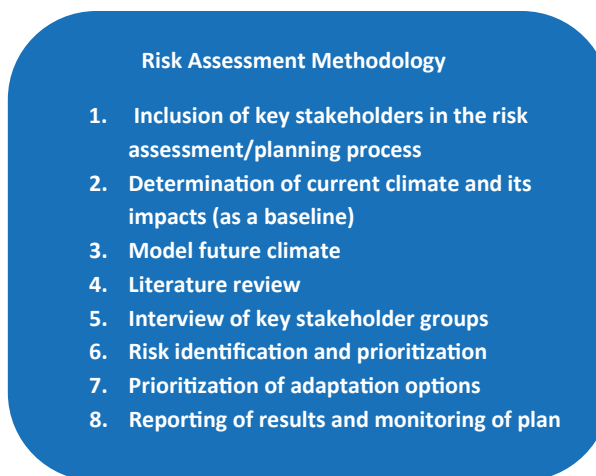 Risk Assessment Methodology
1. Inclusion of key stakeholders in the risk
assessment/planning process
2. Determination of current climate and its
impacts (as a baseline)
3. Model future climate
4. Literature review
5. Interview of key stakeholder groups
6. Risk identification and prioritization
7. Prioritization of adaptation options
8. Reporting of results and monitoring of plan